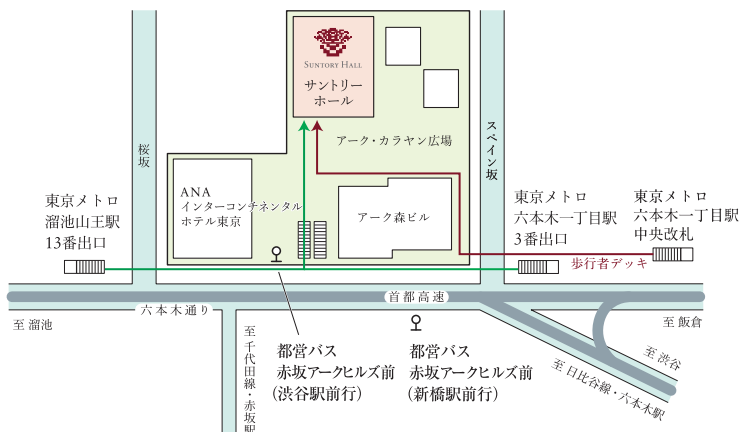 SUNTORY HALL
サントリー
ホール
アーク・カラヤン広場
桜坂
スペイン坂
ANA
インターコンチネンタル
ホテル東京
アーク森ビル
東京メトロ
溜池山王駅
13番出口
東京メトロ
六本木一丁目駅
3番出口
東京メトロ
六本木一丁目駅
中央改札
歩行者デッキ
首都高速
六本木通り
至 溜池
至 飯倉
至 渋谷
至 日比谷線・六本木駅
至 千代田線・赤坂駅
都営バス
赤坂アークヒルズ前
(渋谷駅前行)
都営バス
赤坂アークヒルズ前
(新橋駅前行)